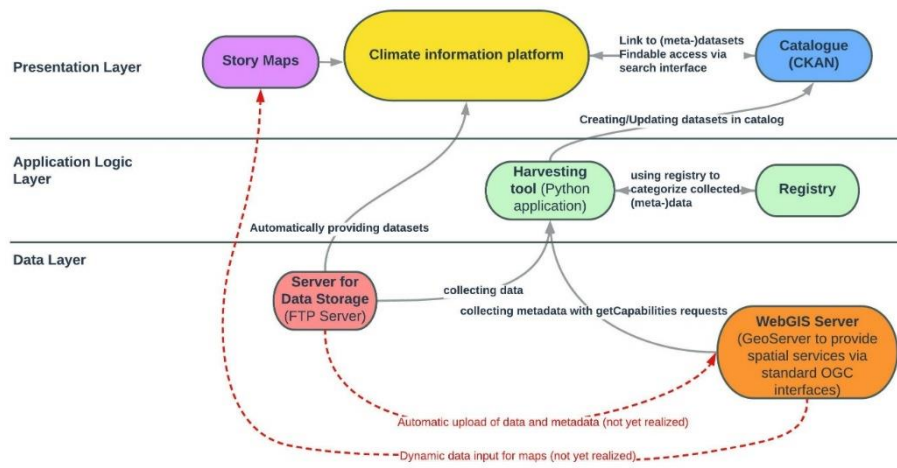 Presentation Layer
Story Maps
Climate information platform
Link to (meta-)datasets
Findable access via
search interface
Catalogue
(CKAN)
Creating/Updating datasets in catalog
Application Logic
Layer
Harvesting
tool (Python
application)
using registry to
categorize collected
(meta-)data
Registry
Automatically providing datasets
Data Layer
Server for
Data Storage
(FTP Server)
collecting data
collecting metadata with getCapabilities requests
WebGIS Server
(GeoServer to provide
spatial services via
standard OGC
interfaces)
Automatic upload of data and metadata (not yet realized)
Dynamic data input for maps (not yet realized)